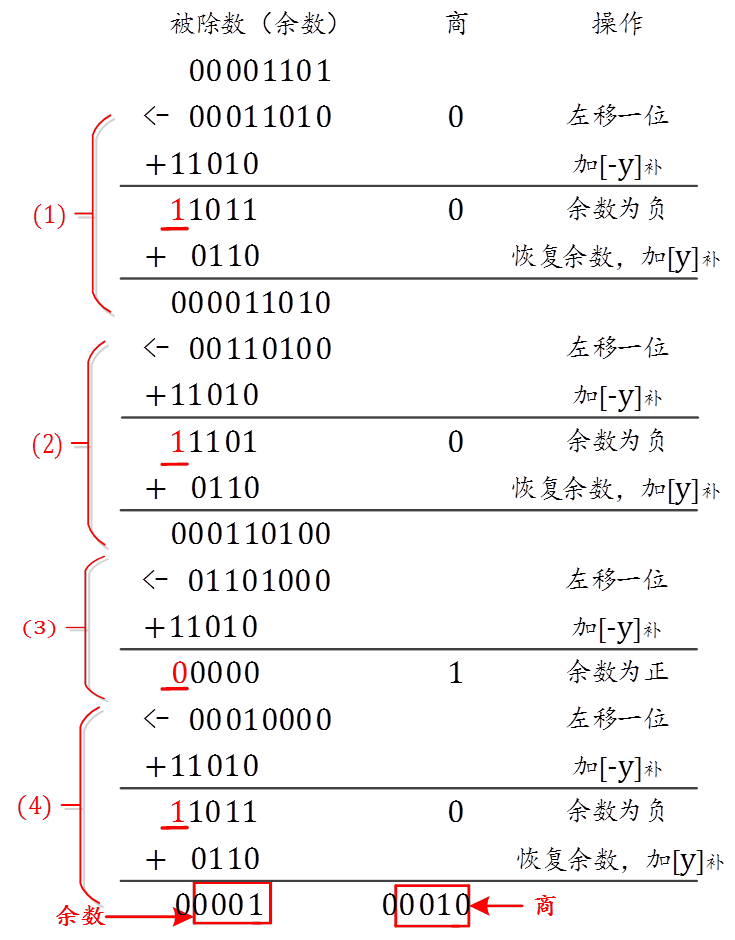 被除数（余数） 商 操作
00001101
<- 00011010 0 左移一位
+11010 加[-y]补
(1) 11011 0 余数为负
+ 0110 恢复余数，加[y]补
000011010
<- 00110100 左移一位
+11010 加[-y]补
(2) 11101 0 余数为负
+ 0110 恢复余数，加[y]补
000110100
<- 01101000 左移一位
(3) +11010 加[-y]补
00000 1 余数为正
<- 00010000 左移一位
+11010 加[-y]补
(4) 11011 0 余数为负
+ 0110 恢复余数，加[y]补
余数 00001 00010 商